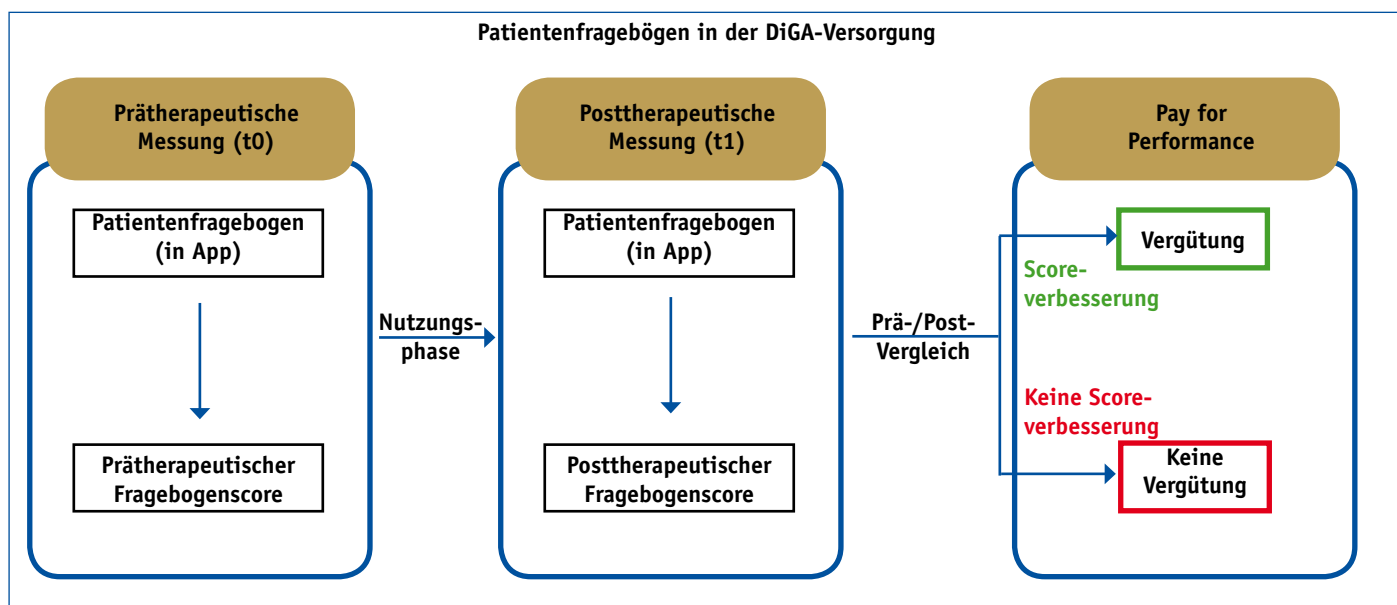 Patientenfragebögen in der DiGA-Versorgung
Prätherapeutische
Messung (t0)
Patientenfragebogen
(in App)
Prätherapeutischer
Fragebogenscore
Nutzungs-
phase
Posttherapeutische
Messung (t1)
Patientenfragebogen
(in App)
Posttherapeutischer
Fragebogenscore
Prä-/Post-
Vergleich
Pay for
Performance
Vergütung
Score-
verbesserung
Keine Score-
verbesserung
Keine
Vergütung